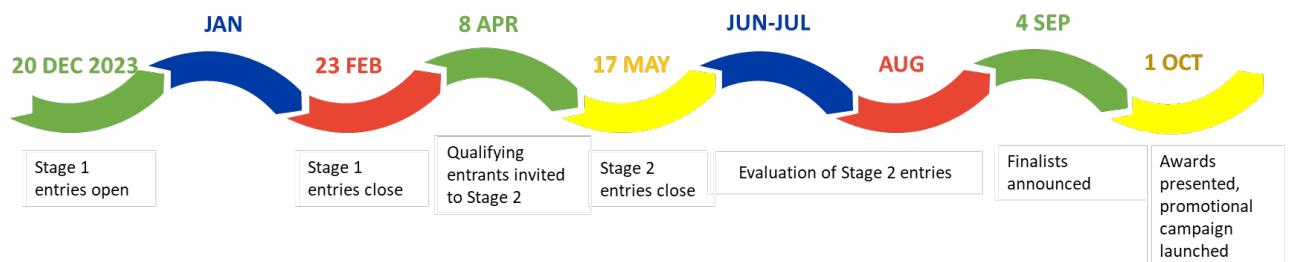 20 DEC 2023
JAN
23 FEB
8 APR
17 MAY
JUN-JUL
AUG
4 SEP
1 OCT
Stage 1
entries open
Stage 1
entries close
Qualifying
entrants invited
to Stage 2
Stage 2
entries close
Evaluation of Stage 2 entries
Finalists
announced
Awards
presented,
promotional
campaign
launched